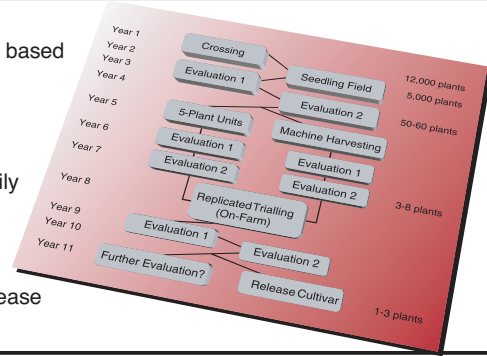 based
ily
ease
Year 1
Year 2
Year 3
Year 4
Year 5
Year 6
Year 7
Year 8
Year 9
Year 10
Year 11
Crossing
Evaluation 1
Seedling Field
Evaluation 2
5-Plant Units
Machine Harvesting
Evaluation 1
Evaluation 1
Evaluation 2
Evaluation 2
Replicated Trialling
(On-Farm)
Evaluation 1
Evaluation 2
Further Evaluation?
Release Cultivar
12,000 plants
5,000 plants
50-60 plants
3-8 plants
1-3 plants